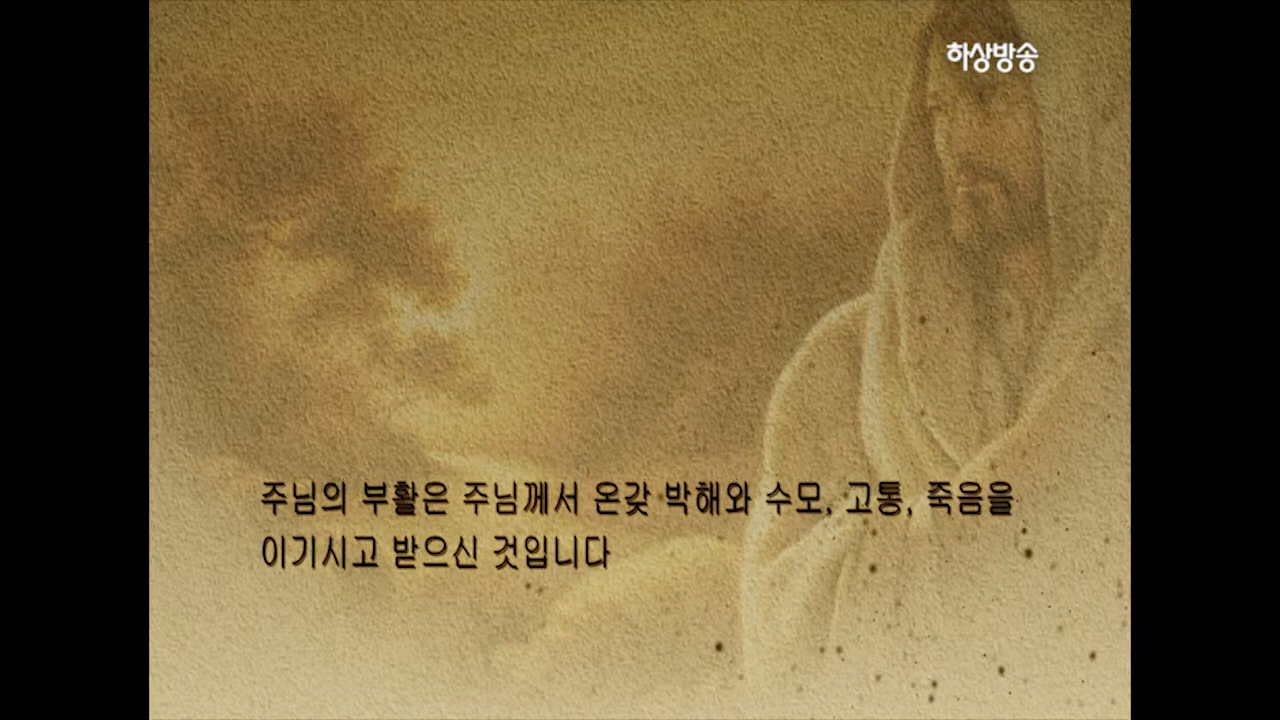 하상방송
주님의 부활은 주님께서 온갖 박해와 수모, 고통, 죽음을
이기시고 받으신 것입니다